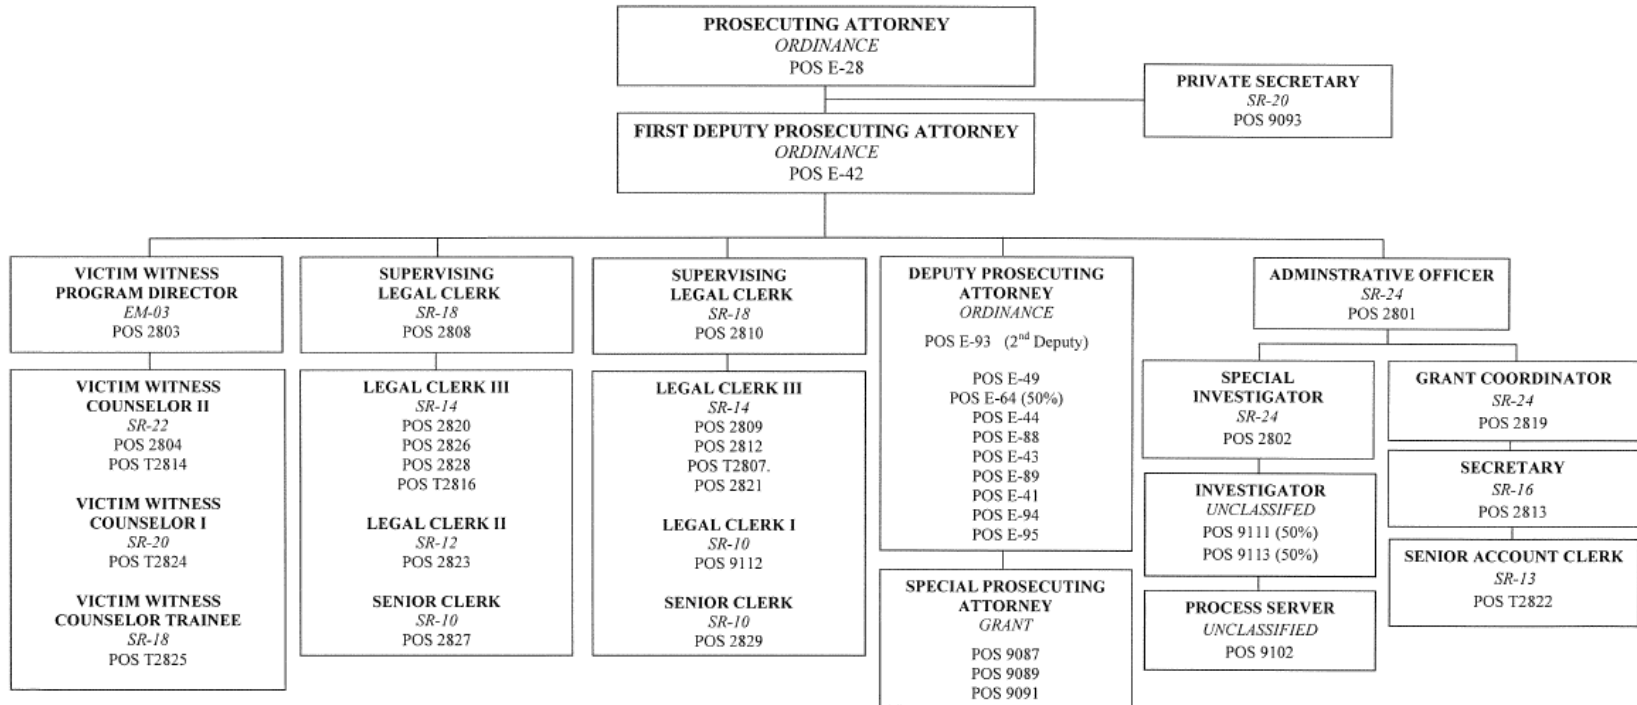 PROSECUTING ATTORNEY
ORDINANCE
POS E-28
PRIVATE SECRETARY
SR-20
POS 9093
FIRST DEPUTY PROSECUTING ATTORNEY
ORDINANCE
POS E-42
VICTIM WITNESS
PROGRAM DIRECTOR
EM-03
POS 2803
VICTIM WITNESS
COUNSELOR II
SR-22
POS 2804
POS T2814
VICTIM WITNESS
COUNSELOR I
SR-20
POS T2824
VICTIM WITNESS
COUNSELOR TRAINEE
SR-18
POS T2825
SUPERVISING
LEGAL CLERK
SR-18
POS 2808
LEGAL CLERK III
SR-14
POS 2820
POS 2826
POS 2828
POS T2816
LEGAL CLERK II
SR-12
POS 2823
SENIOR CLERK
SR-10
POS 2827
SUPERVISING
LEGAL CLERK
SR-18
POS 2810
LEGAL CLERK III
SR-14
POS 2809
POS 2812
POS T2807.
POS 2821
LEGAL CLERK I
SR-10
POS 9112
SENIOR CLERK
SR-10
POS 2829
DEPUTY PROSECUTING
ATTORNEY
ORDINANCE
POS E-93 (2nd Deputy)
POS E-49
POS E-64 (50%)
POS E-44
POS E-88
POS E-43
POS E-89
POS E-41
POS E-94
POS E-95
SPECIAL PROSECUTING
ATTORNEY
GRANT
POS 9087
POS 9089
POS 9091
ADMINSTRATIVE OFFICER
SR-24
POS 2801
SPECIAL
INVESTIGATOR
SR-24
POS 2802
INVESTIGATOR
UNCLASSIFED
POS 9111 (50%)
POS 9113 (50%)
PROCESS SERVER
UNCLASSIFIED
POS 9102
GRANT COORDINATOR
SR-24
POS 2819
SECRETARY
SR-16
POS 2813
SENIOR ACCOUNT CLERK
SR-13
POS T2822